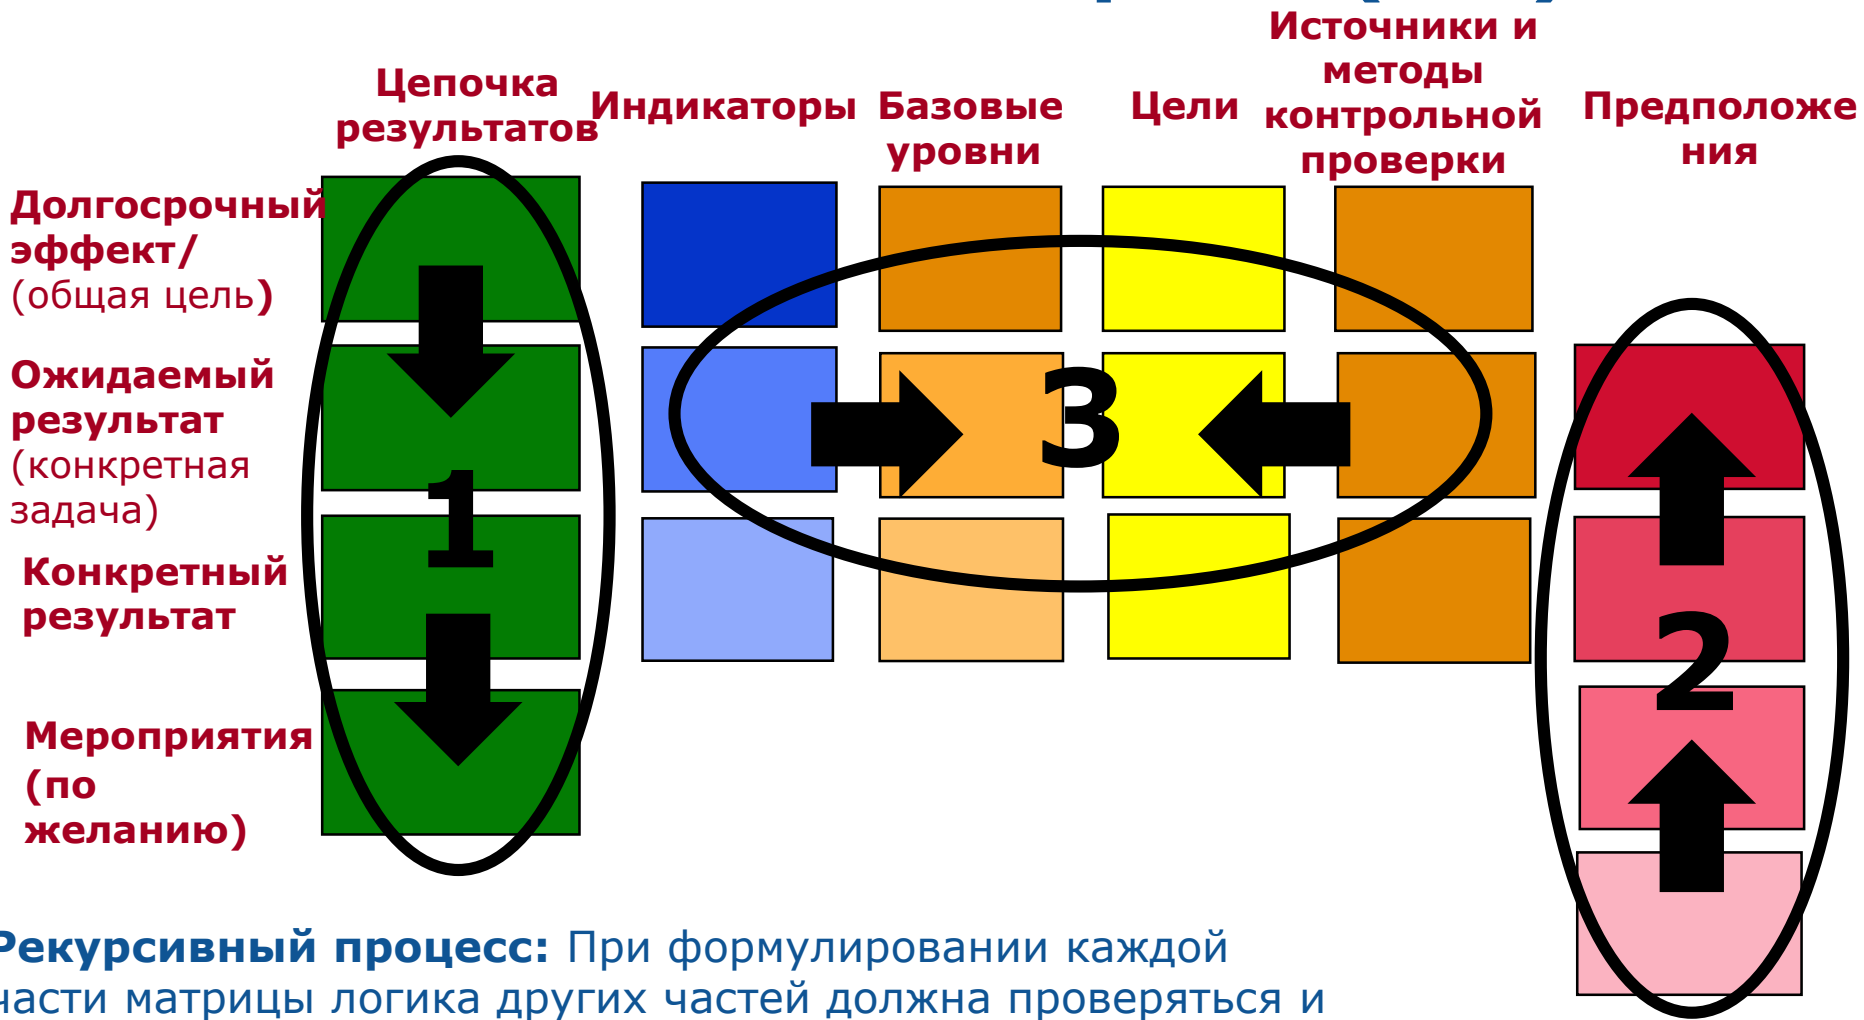 Источники и
методы
контрольной
проверки
Цепочка
результатов
Индикаторы
Базовые
уровни
Цели
Предположе
ния
Долгосрочный
эффект/
(общая цель)
Ожидаемый
результат
(конкретная
задача)
Конкретный
результат
Мероприятия
(по
желанию)
1
3
2
Рекурсивный процесс: При формулировании каждой
части матрицы логика других частей должна проверяться и